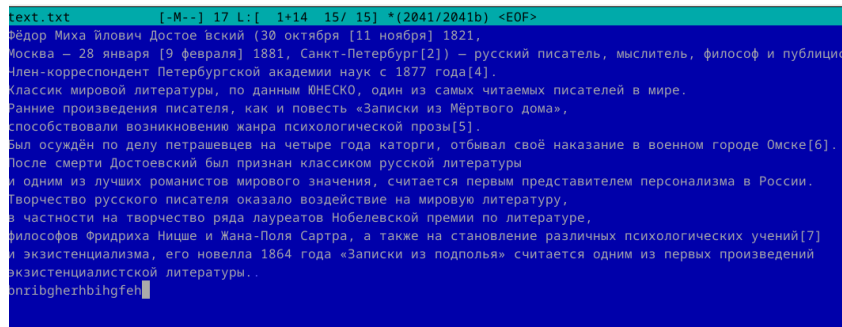 text.txt [-M--] 17 L:[ 1+14 15/ 15] *(2041/2041b) <EOF>
Фёдор Миха́йлович Достое́вский (30 октября [11 ноября] 1821,
Москва — 28 января [9 февраля] 1881, Санкт-Петербург[2]) — русский писатель, мыслитель, философ и публицис
Член-корреспондент Петербургской академии наук с 1877 года[4].
Классик мировой литературы, по данным ЮНЕСКО, один из самых читаемых писателей в мире.
Ранние произведения писателя, как и повесть «Записки из Мёртвого дома»,
способствовали возникновению жанра психологической прозы[5].
Был осуждён по делу петрашевцев на четыре года каторги, отбывал своё наказание в военном городе Омске[6].
После смерти Достоевский был признан классиком русской литературы
и одним из лучших романистов мирового значения, считается первым представителем персонализма в России.
Творчество русского писателя оказало воздействие на мировую литературу,
в частности на творчество ряда лауреатов Нобелевской премии по литературе,
философов Фридриха Ницше и Жана-Поля Сартра, а также на становление различных психологических учений[7]
и экзистенциализма, его новелла 1864 года «Записки из подполья» считается одним из первых произведений
экзистенциалистской литературы..
bnribgherhbihgfeh